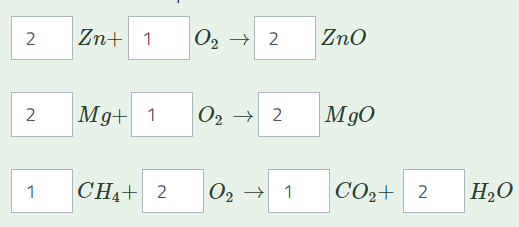 2 Zn+ 1 O₂ → 2 ZnO
2 Mg+ 1 O₂ → 2 MgO
1 CH₄+ 2 O₂ → 1 CO₂+ 2 H₂O